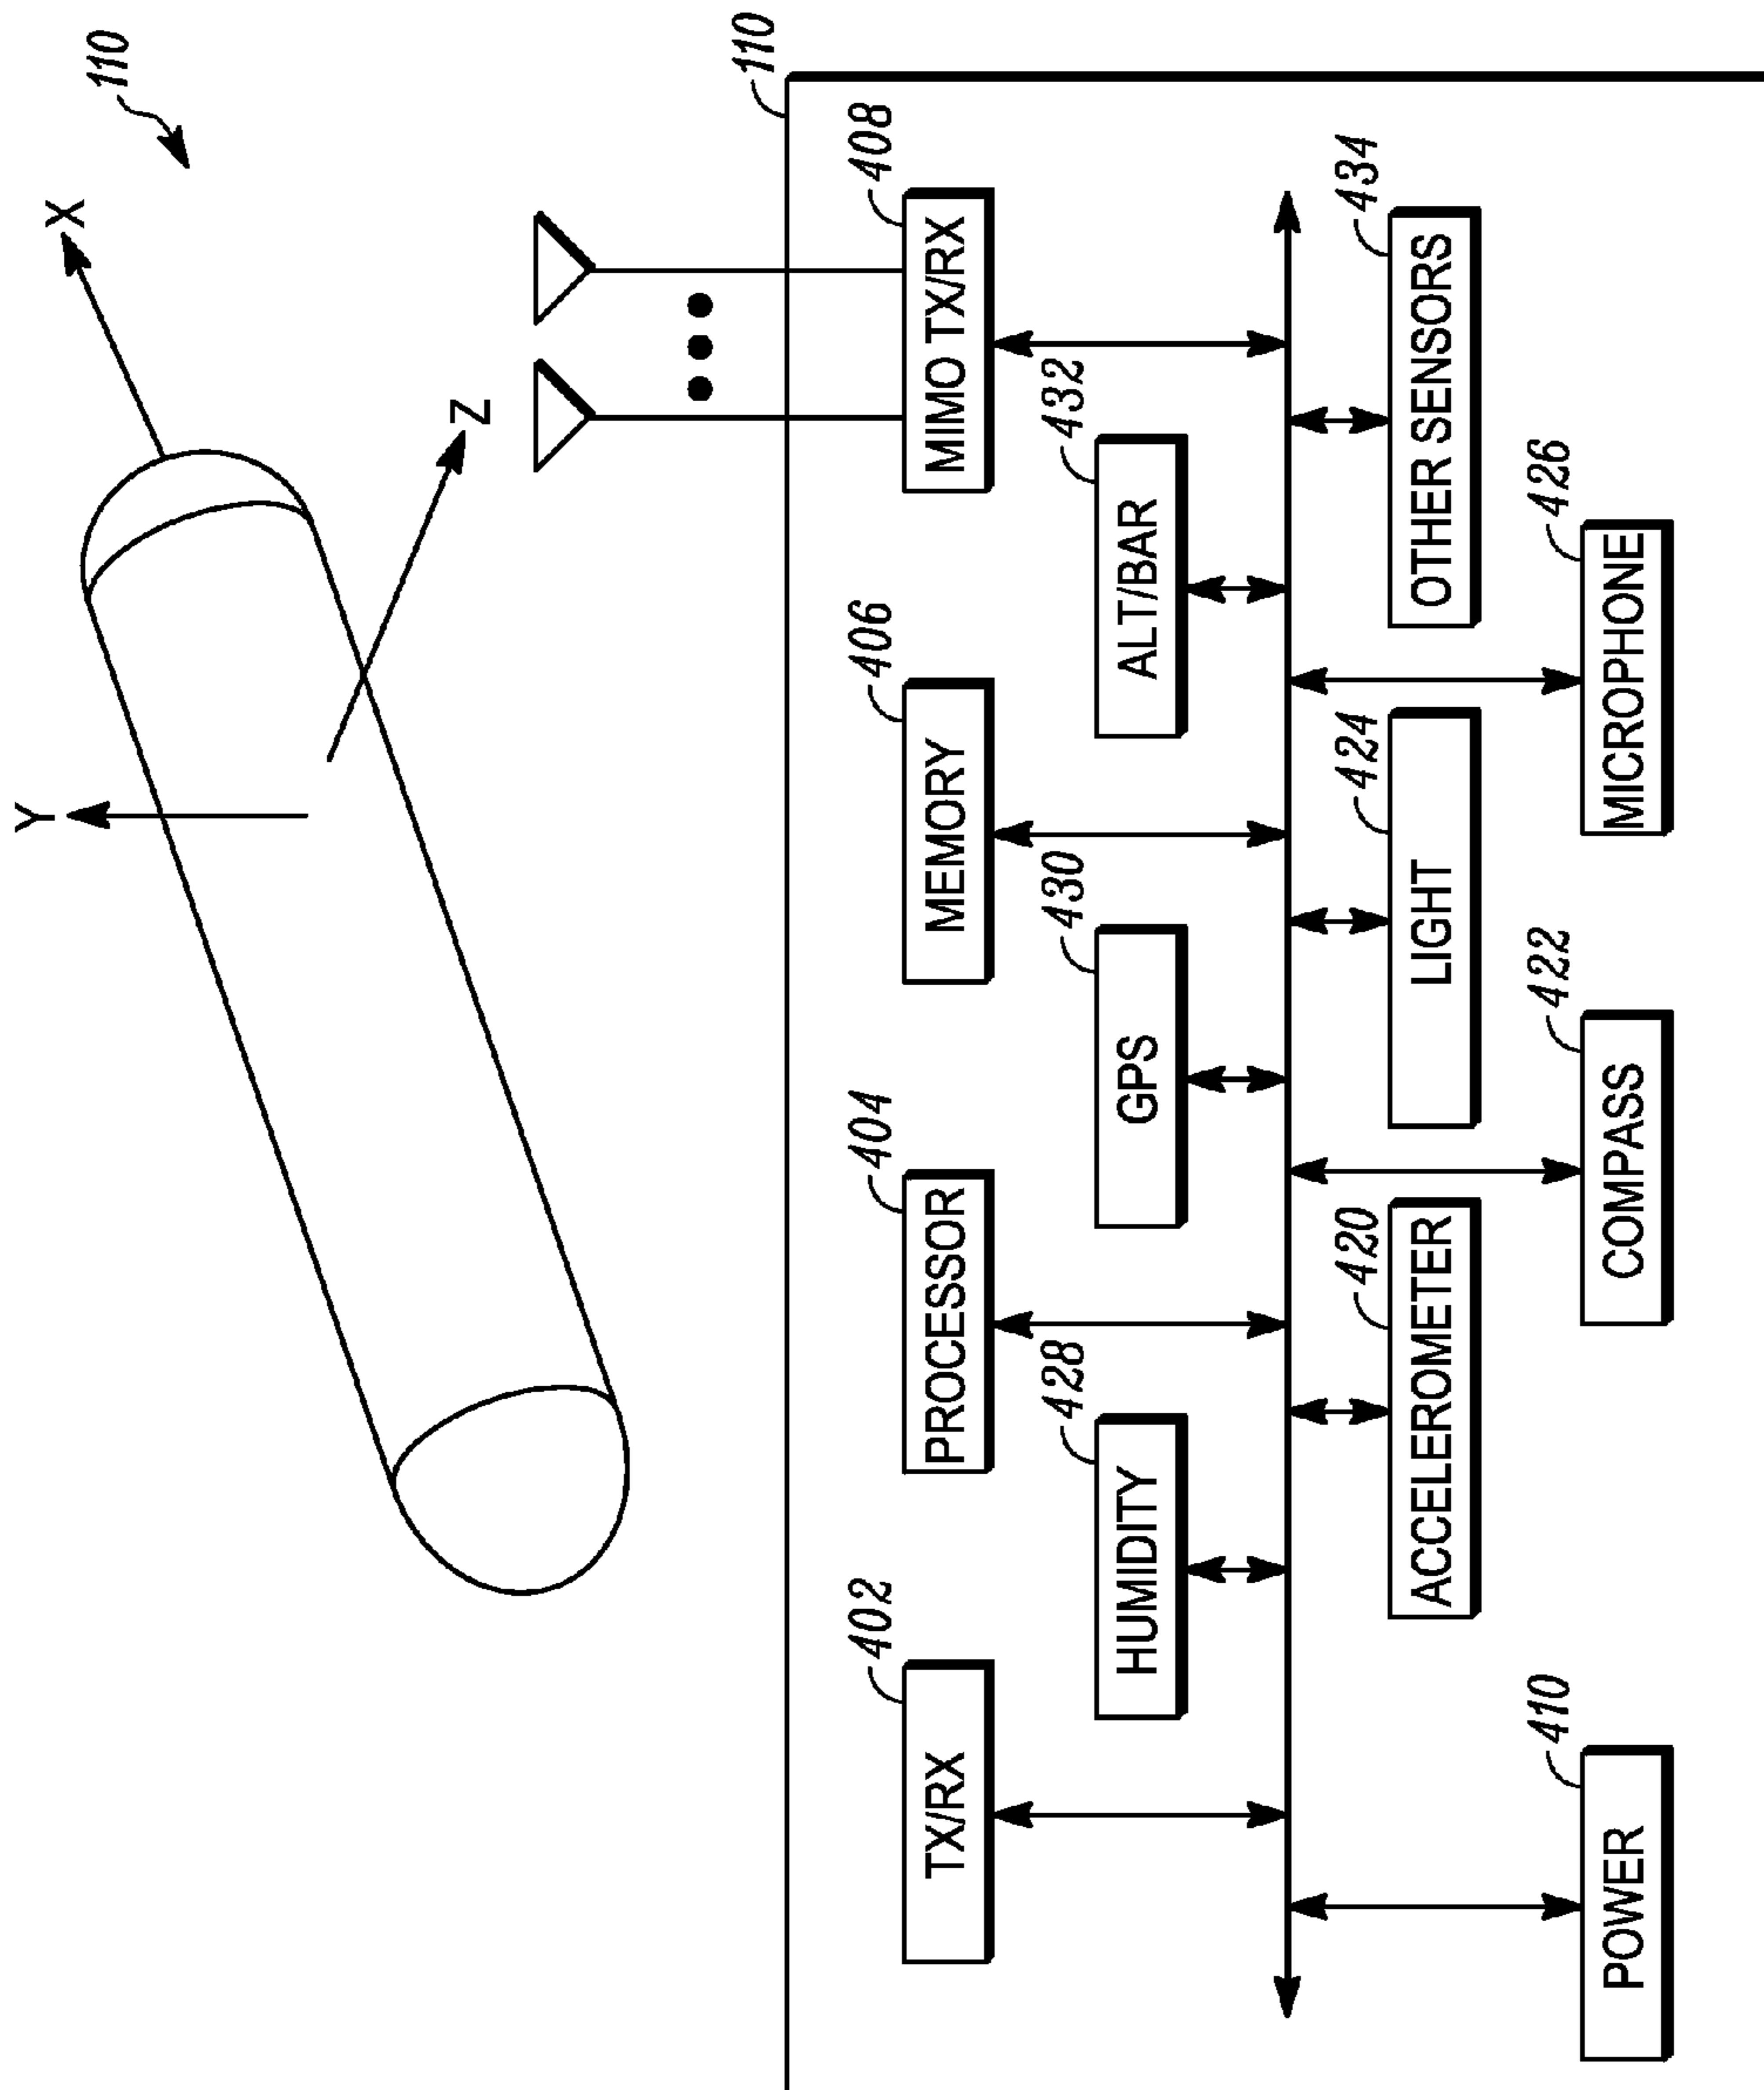 110
X
Y
Z
110
402
404
406
408
TX/RX
PROCESSOR
MEMORY
MIMO TX/RX
428
430
432
HUMIDITY
GPS
ALT/BAR
420
424
434
ACCELEROMETER
LIGHT
OTHER SENSORS
410
422
426
POWER
COMPASS
MICROPHONE